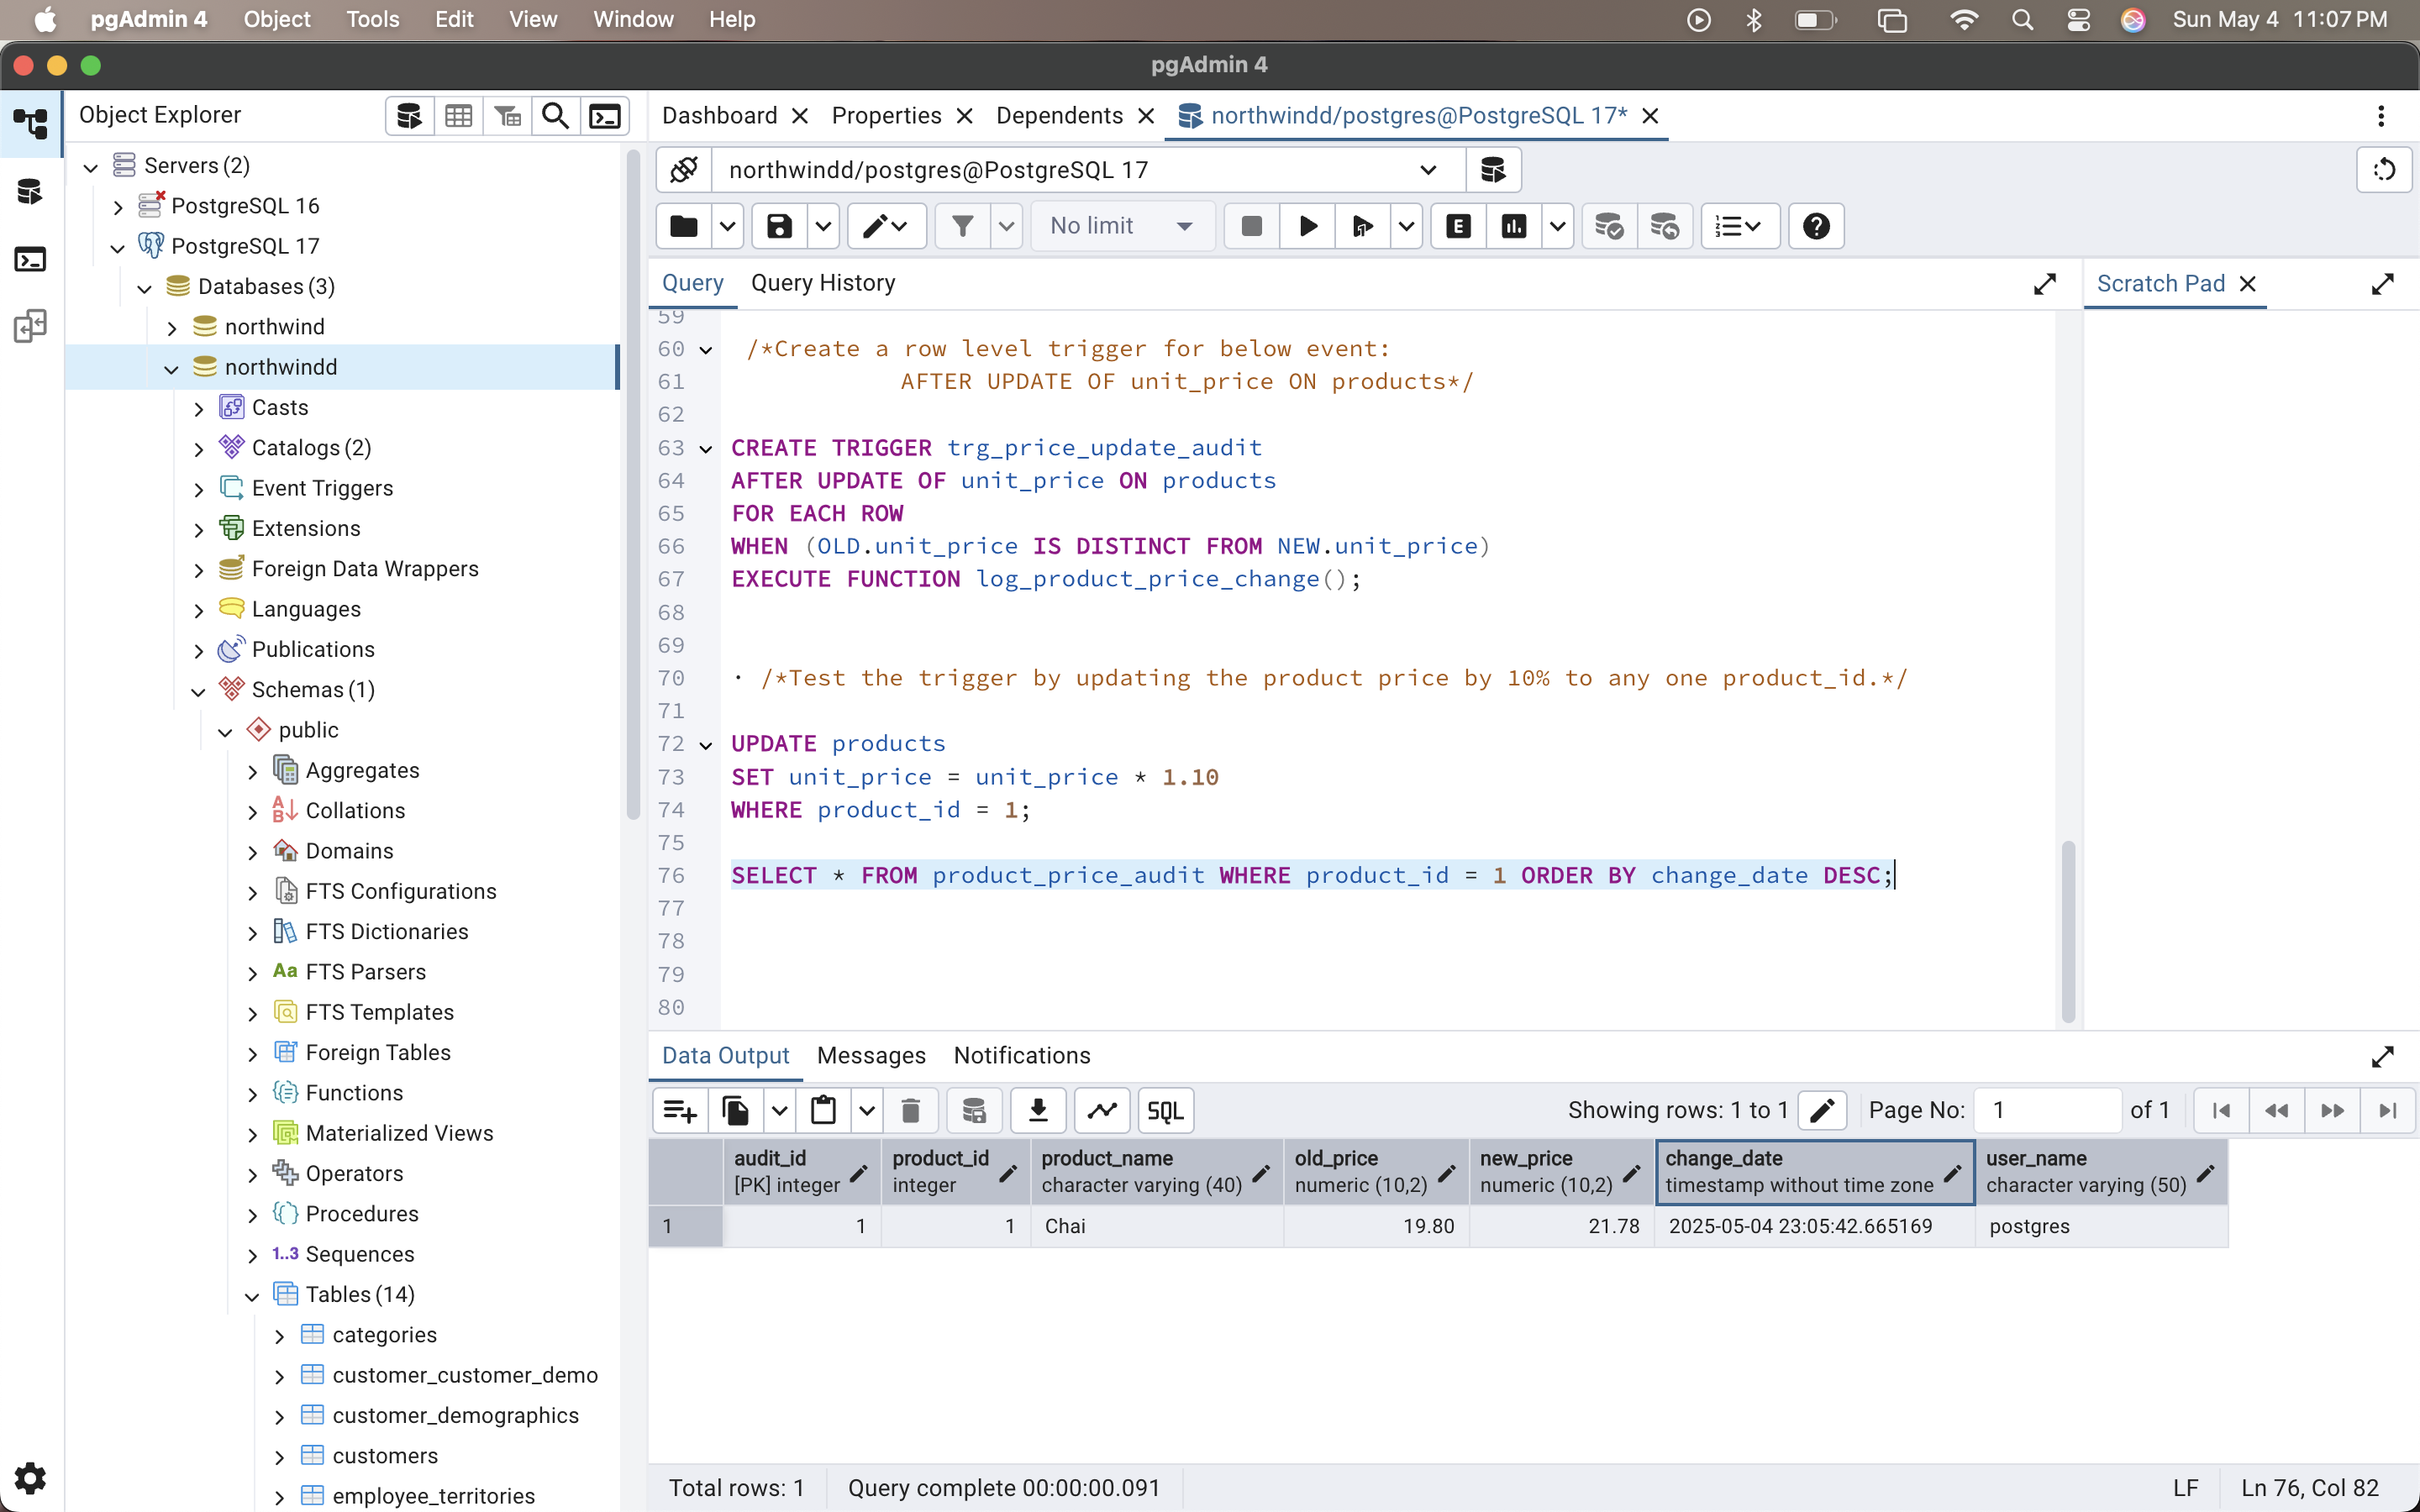 pgAdmin 4 Object Tools Edit View Window Help Sun May 4 11:07 PM
pgAdmin 4
Object Explorer
Servers (2)
PostgreSQL 16
PostgreSQL 17
Databases (3)
northwind
northwindd
Casts
Catalogs (2)
Event Triggers
Extensions
Foreign Data Wrappers
Languages
Publications
Schemas (1)
public
Aggregates
Collations
Domains
FTS Configurations
FTS Dictionaries
Aa FTS Parsers
FTS Templates
Foreign Tables
Functions
Materialized Views
Operators
Procedures
1..3 Sequences
Tables (14)
categories
customer_customer_demo
customer_demographics
customers
employee_territories
Dashboard Properties Dependents northwindd/postgres@PostgreSQL 17*
northwindd/postgres@PostgreSQL 17
No limit E
Query Query History Scratch Pad
59
60 /*Create a row level trigger for below event:
61 AFTER UPDATE OF unit_price ON products*/
62
63 CREATE TRIGGER trg_price_update_audit
64 AFTER UPDATE OF unit_price ON products
65 FOR EACH ROW
66 WHEN (OLD.unit_price IS DISTINCT FROM NEW.unit_price)
67 EXECUTE FUNCTION log_product_price_change();
68
69
70 · /*Test the trigger by updating the product price by 10% to any one product_id.*/
71
72 UPDATE products
73 SET unit_price = unit_price * 1.10
74 WHERE product_id = 1;
75
76 SELECT * FROM product_price_audit WHERE product_id = 1 ORDER BY change_date DESC;
77
78
79
80
Data Output Messages Notifications
SQL Showing rows: 1 to 1 Page No: 1 of 1
audit_id product_id product_name old_price new_price change_date user_name
[PK] integer integer character varying (40) numeric (10,2) numeric (10,2) timestamp without time zone character varying (50)
1 1 1 Chai 19.80 21.78 2025-05-04 23:05:42.665169 postgres
Total rows: 1 Query complete 00:00:00.091 LF Ln 76, Col 82